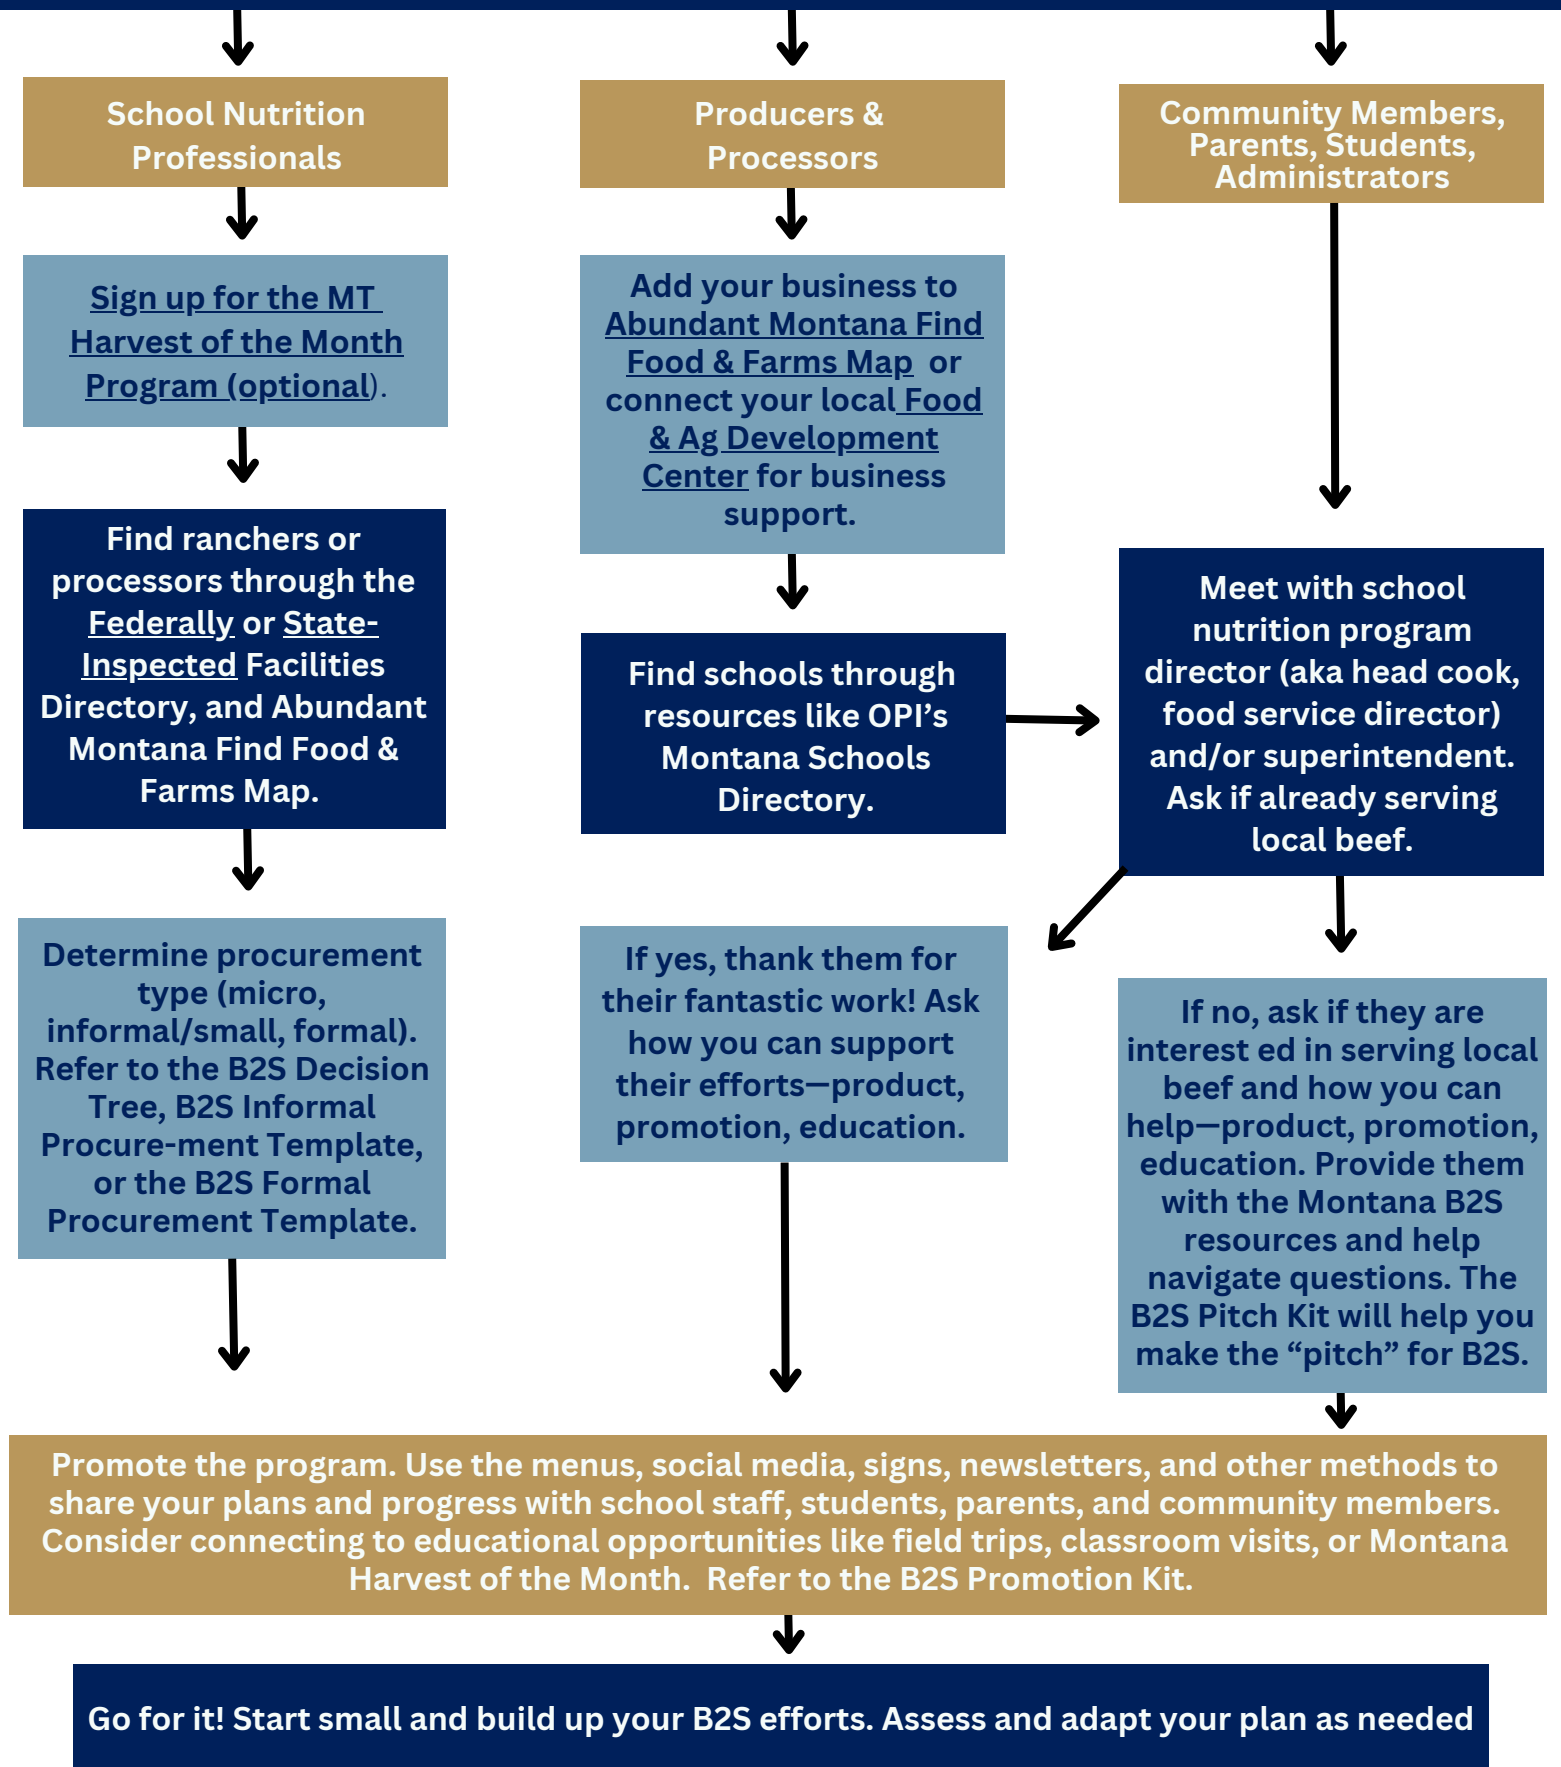 School Nutrition
Professionals
Producers &
Processors
Community Members,
Parents, Students,
Administrators
Sign up for the MT
Harvest of the Month
Program (optional).
Add your business to
Abundant Montana Find
Food & Farms Map or
connect your local Food
& Ag Development
Center for business
support.
Find ranchers or
processors through the
Federally or State-
Inspected Facilities
Directory, and Abundant
Montana Find Food &
Farms Map.
Find schools through
resources like OPI’s
Montana Schools
Directory.
Meet with school
nutrition program
director (aka head cook,
food service director)
and/or superintendent.
Ask if already serving
local beef.
Determine procurement
type (micro,
informal/small, formal).
Refer to the B2S Decision
Tree, B2S Informal
Procure-ment Template,
or the B2S Formal
Procurement Template.
If yes, thank them for
their fantastic work! Ask
how you can support
their efforts—product,
promotion, education.
If no, ask if they are
interest ed in serving local
beef and how you can
help—product, promotion,
education. Provide them
with the Montana B2S
resources and help
navigate questions. The
B2S Pitch Kit will help you
make the “pitch” for B2S.
Promote the program. Use the menus, social media, signs, newsletters, and other methods to
share your plans and progress with school staff, students, parents, and community members.
Consider connecting to educational opportunities like field trips, classroom visits, or Montana
Harvest of the Month. Refer to the B2S Promotion Kit.
Go for it! Start small and build up your B2S efforts. Assess and adapt your plan as needed